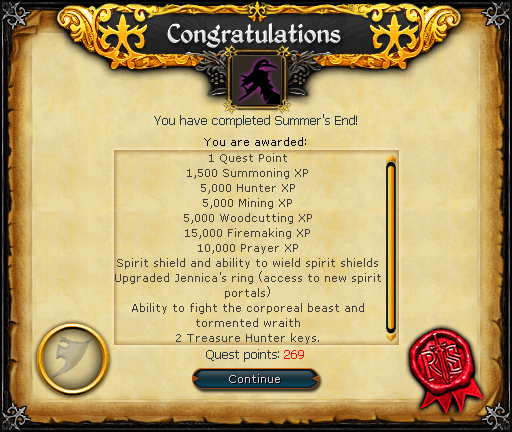 Congratulations
You have completed Summer's End!
You are awarded:
1 Quest Point
1,500 Summoning XP
5,000 Hunter XP
5,000 Mining XP
5,000 Woodcutting XP
15,000 Firemaking XP
10,000 Prayer XP
Spirit shield and ability to wield spirit shields
Upgraded Jennica's ring (access to new spirit
portals)
Ability to fight the corporeal beast and
tormented wraith
2 Treasure Hunter keys.
Quest points: 269
Continue
RS